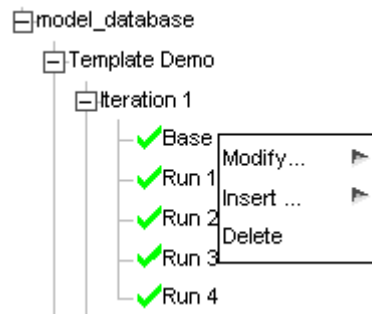 model_database
Template Demo
Iteration 1
Base
Modify...
Run 1
Insert ...
Run 2
Delete
Run 3
Run 4